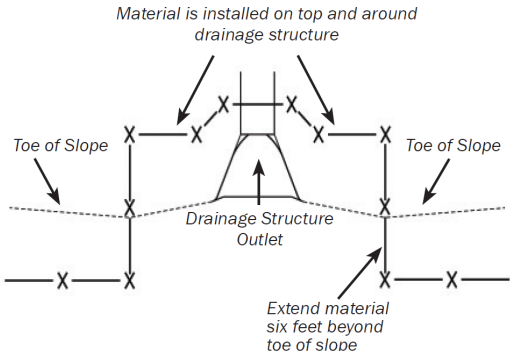 Material is installed on top and around
drainage structure
Toe of Slope
Toe of Slope
Drainage Structure
Outlet
Extend material
six feet beyond
toe of slope